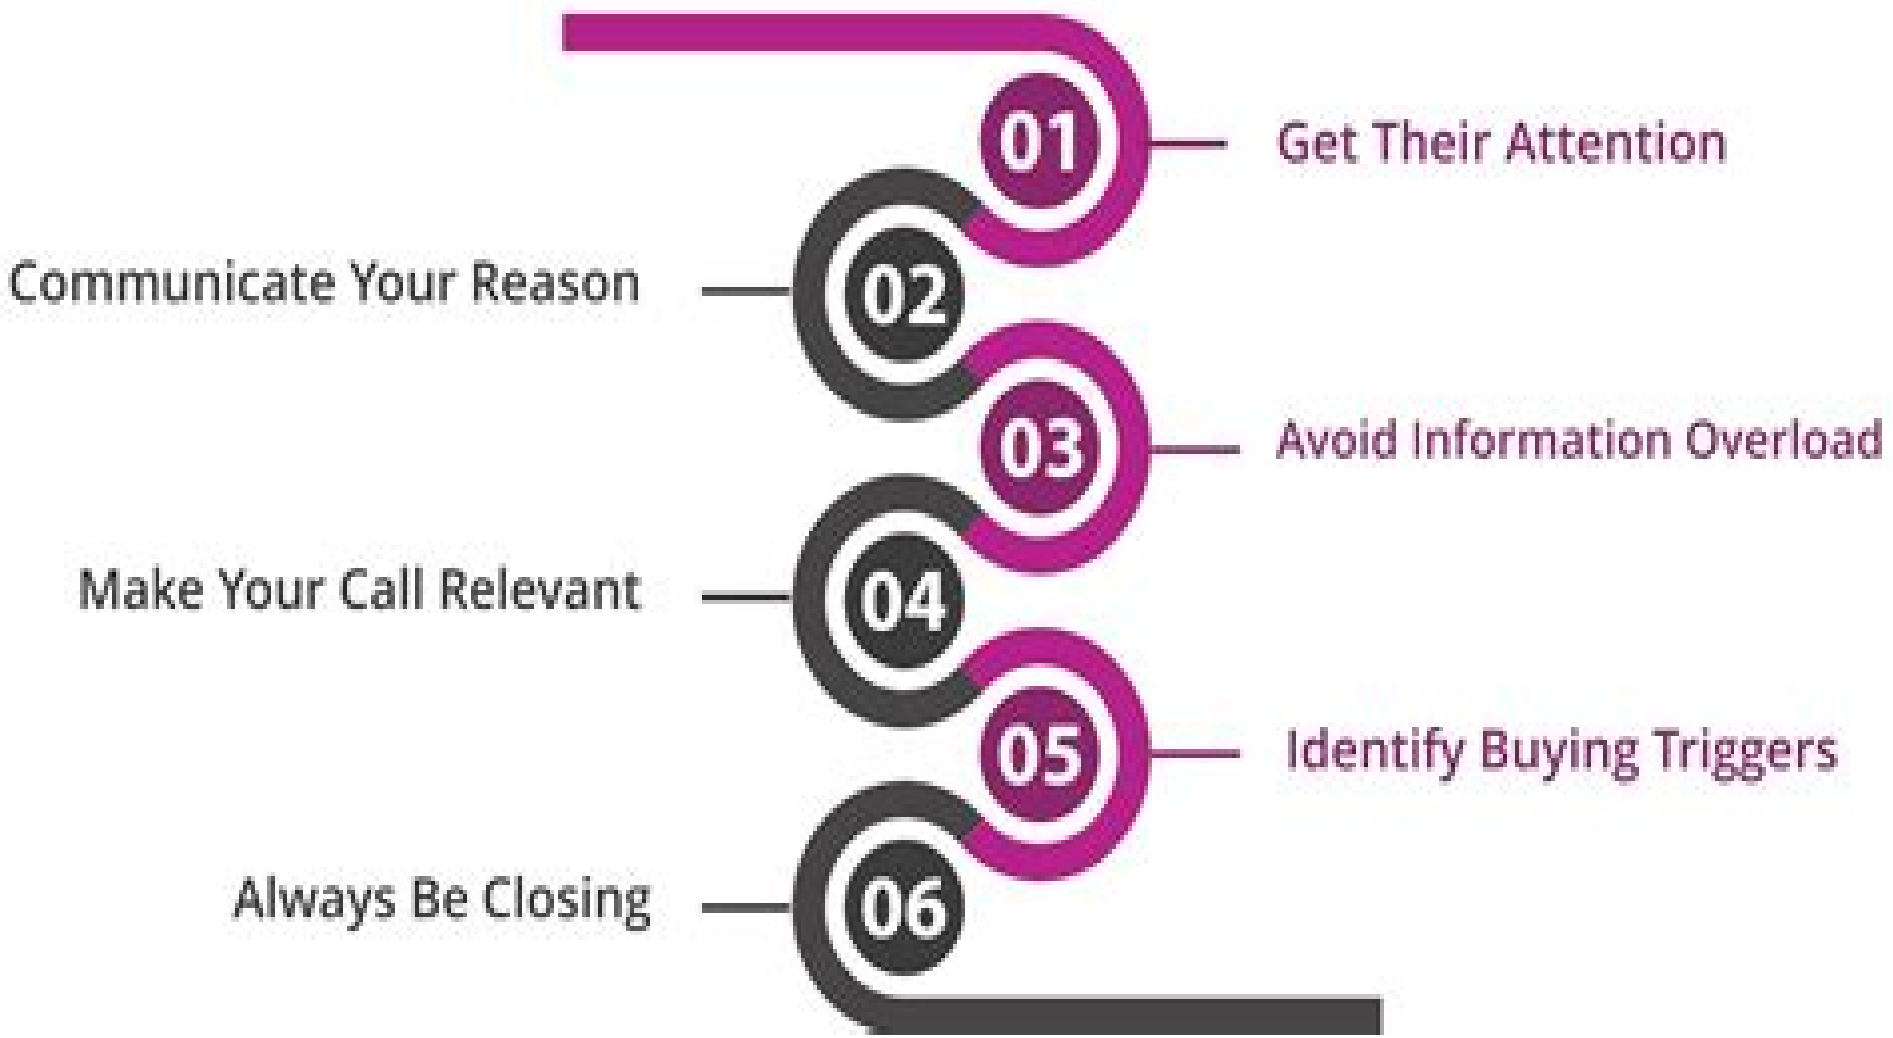 01
Get Their Attention
02
Communicate Your Reason
03
Avoid Information Overload
04
Make Your Call Relevant
05
Identify Buying Triggers
06
Always Be Closing